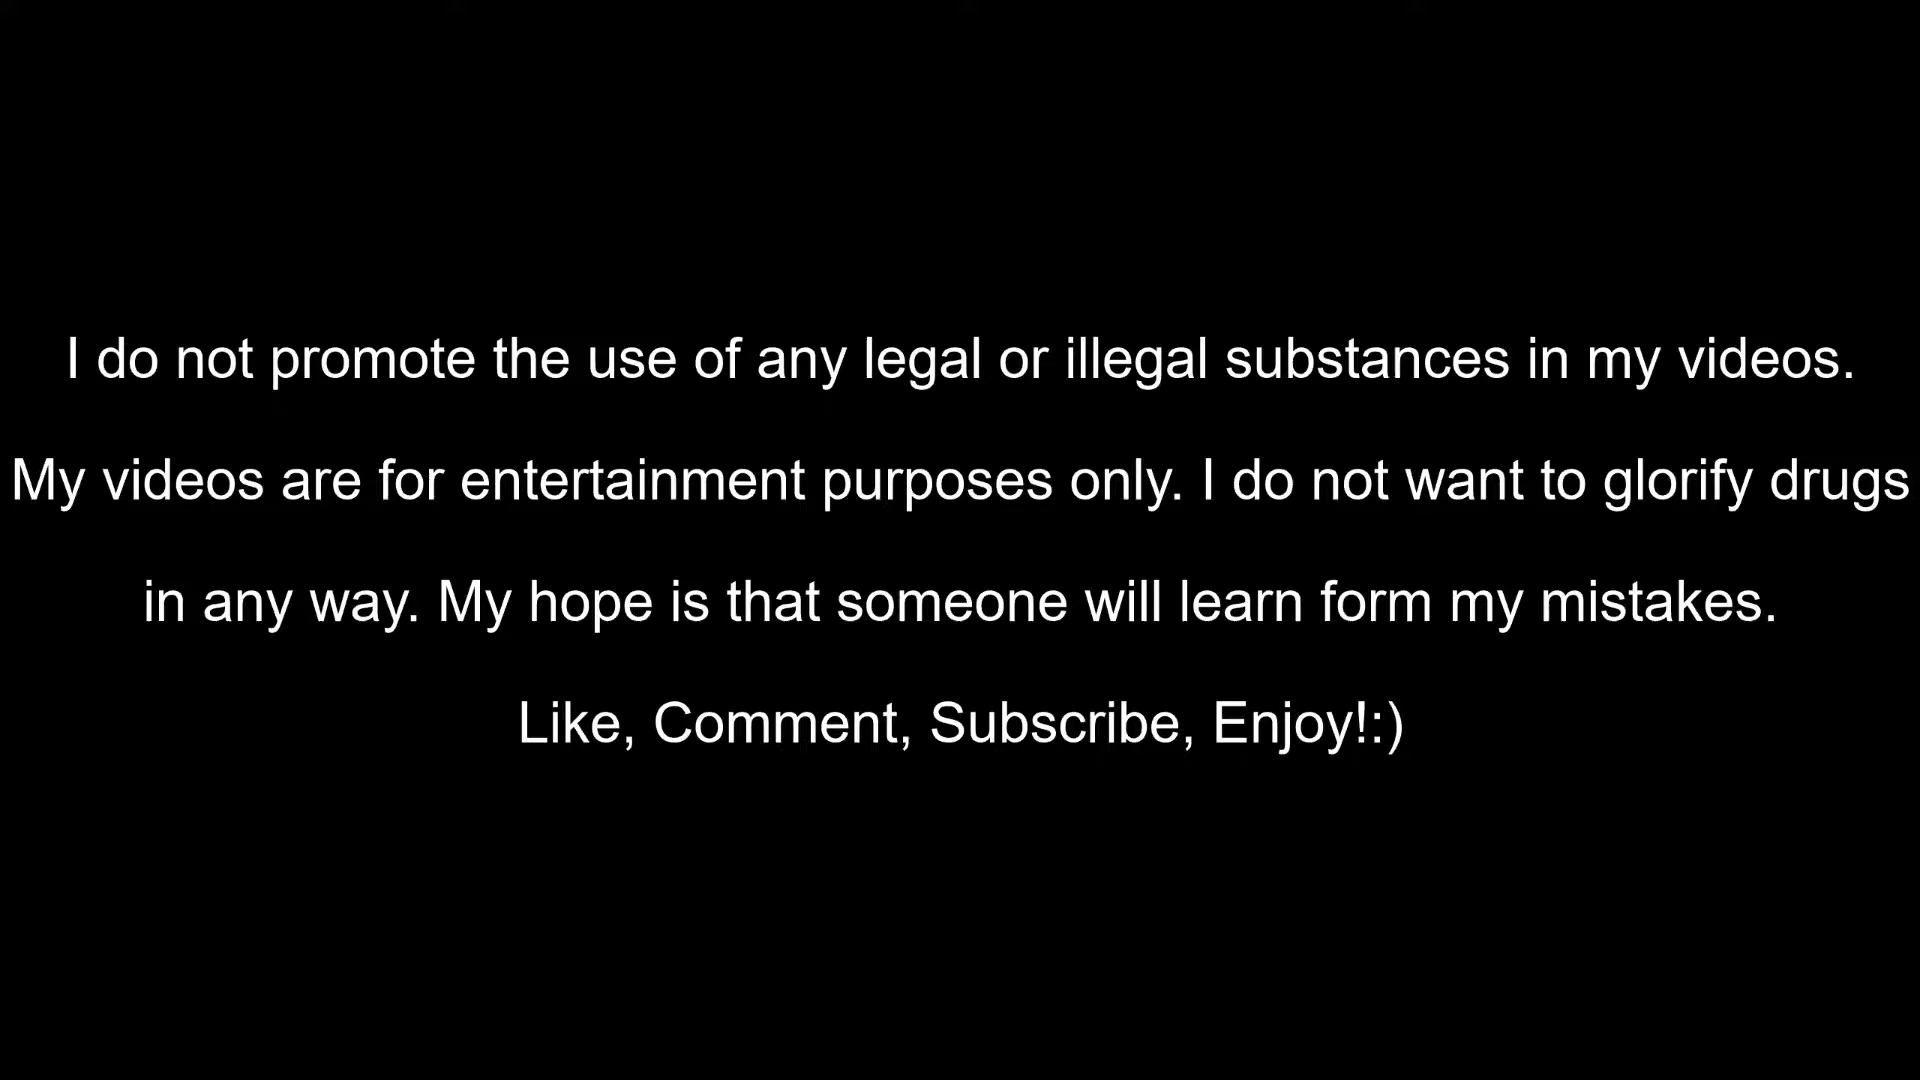 I do not promote the use of any legal or illegal substances in my videos.
My videos are for entertainment purposes only. I do not want to glorify drugs
in any way. My hope is that someone will learn form my mistakes.
Like, Comment, Subscribe, Enjoy!:)